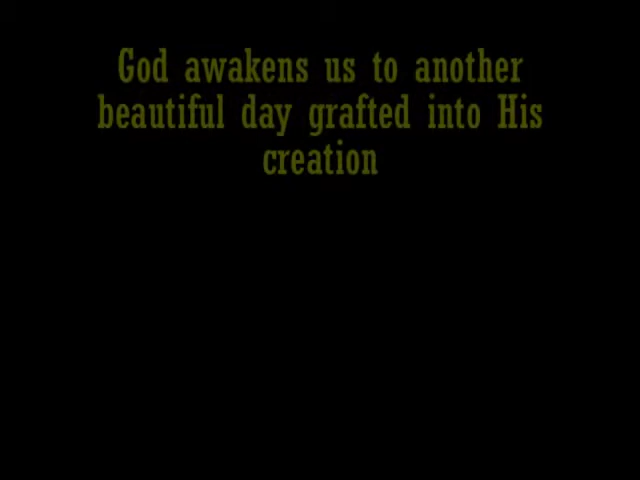 God awakens us to another
beautiful day grafted into His
creation